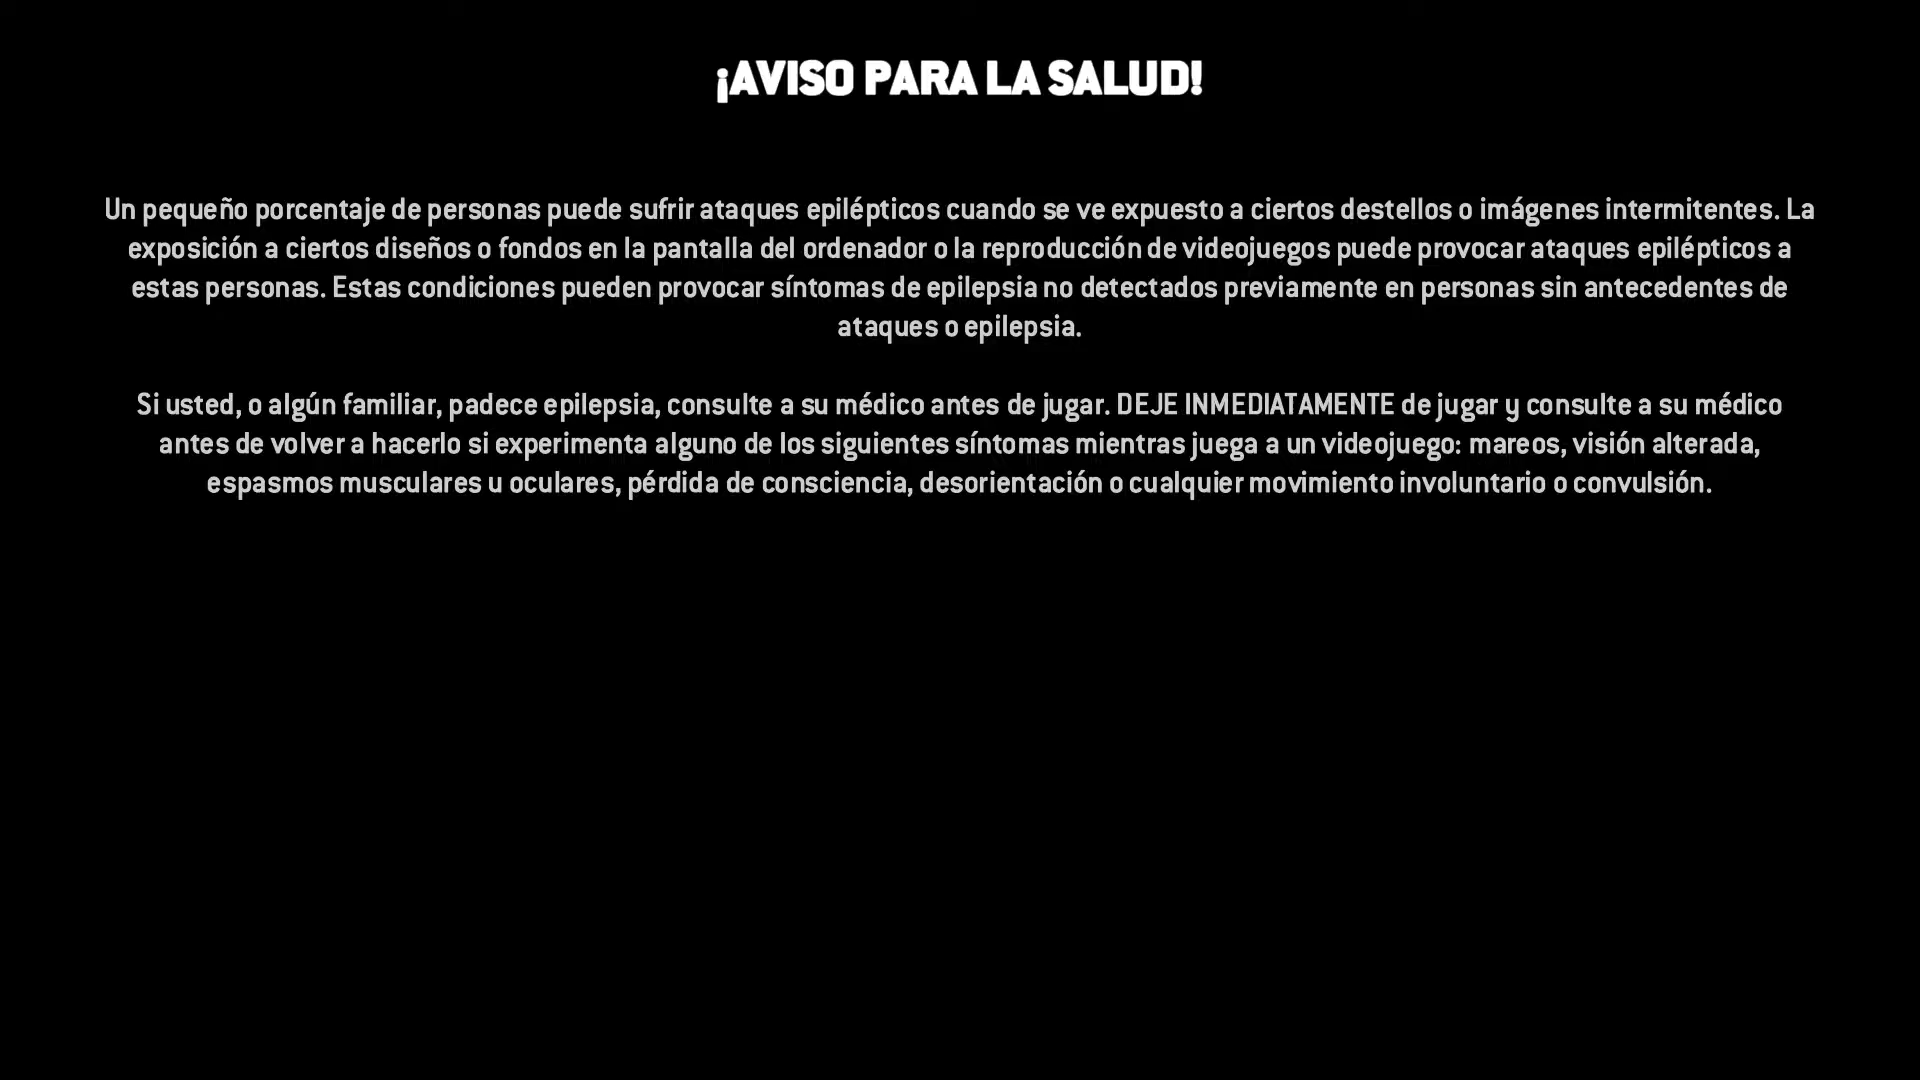 ¡AVISO PARA LA SALUD!
Un pequeño porcentaje de personas puede sufrir ataques epilépticos cuando se ve expuesto a ciertos destellos o imágenes intermitentes. La
exposición a ciertos diseños o fondos en la pantalla del ordenador o la reproducción de videojuegos puede provocar ataques epilépticos a
estas personas. Estas condiciones pueden provocar síntomas de epilepsia no detectados previamente en personas sin antecedentes de
ataques o epilepsia.
Si usted, o algún familiar, padece epilepsia, consulte a su médico antes de jugar. DEJE INMEDIATAMENTE de jugar y consulte a su médico
antes de volver a hacerlo si experimenta alguno de los siguientes síntomas mientras juega a un videojuego: mareos, visión alterada,
espasmos musculares u oculares, pérdida de consciencia, desorientación o cualquier movimiento involuntario o convulsión.